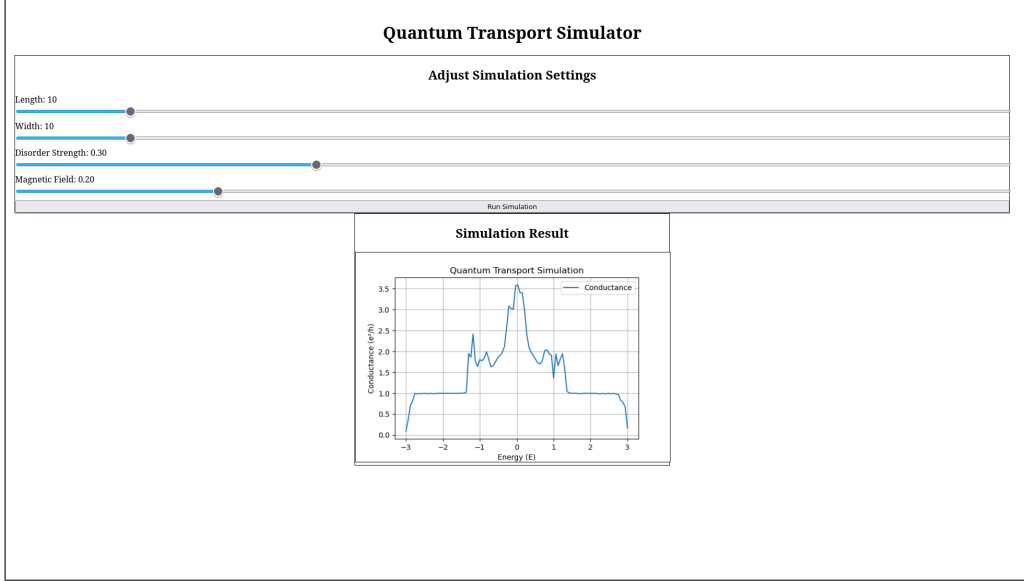 Quantum Transport Simulator
Adjust Simulation Settings
Length: 10
Width: 10
Disorder Strength: 0.30
Magnetic Field: 0.20
Run Simulation
Simulation Result
Quantum Transport Simulation
Conductance
3.5
3.0
2.5
2.0
1.5
1.0
0.5
0.0
Conductance (e²/h)
−3 −2 −1 0 1 2 3
Energy (E)